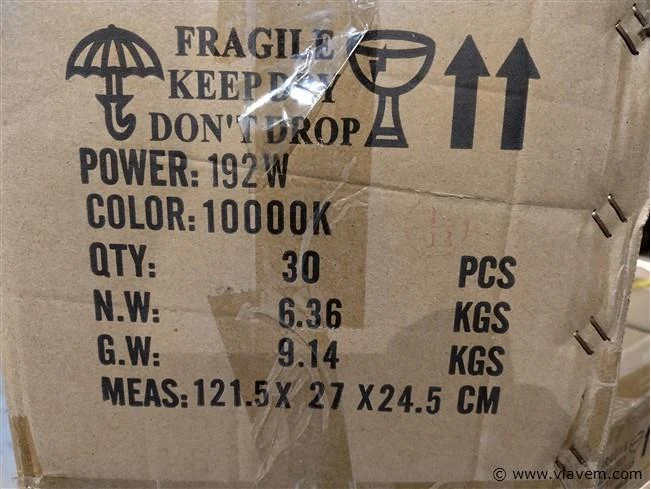 FRAGILE
KEEP DRY
DON'T DROP
POWER: 192W
COLOR: 10000K
QTY: 30 PCS
N.W: 6.36 KGS
G.W: 9.14 KGS
MEAS: 121.5 X 27 X 24.5 CM
© www.vlavem.com